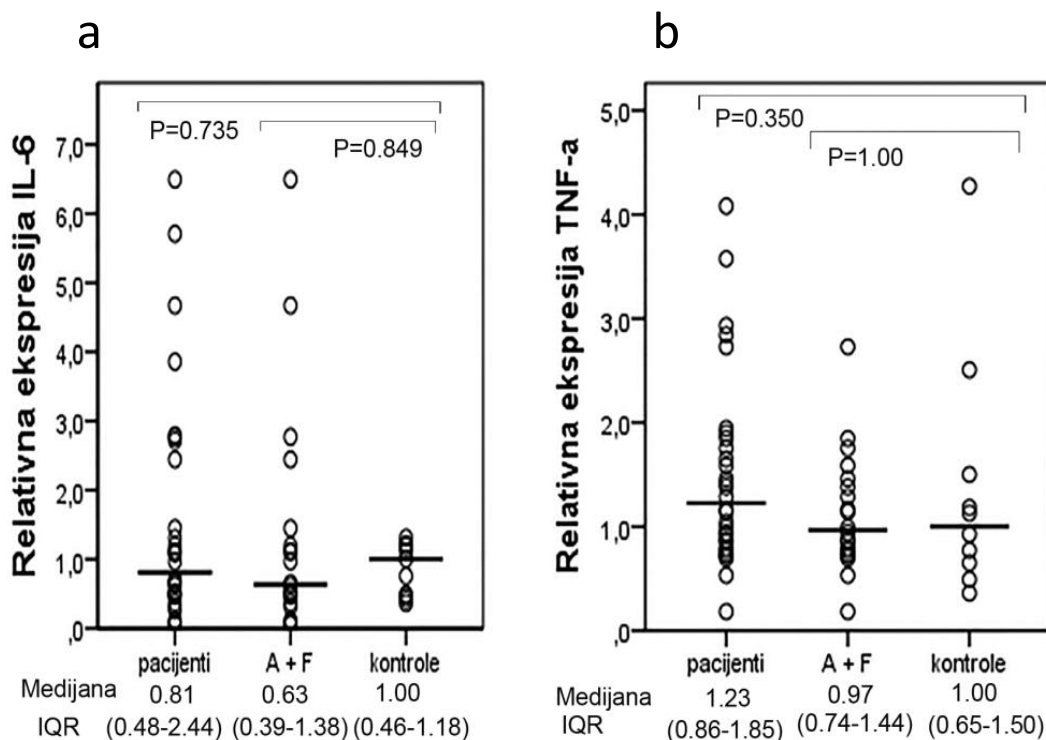 a
Relativna ekspresija IL-6
P=0.735
P=0.849
7,0
6,0
5,0
4,0
3,0
2,0
1,0
,0
pacijenti A + F kontrole
Medijana 0.81 0.63 1.00
IQR (0.48-2.44) (0.39-1.38) (0.46-1.18)
b
Relativna ekspresija TNF-a
P=0.350
P=1.00
5,0
4,0
3,0
2,0
1,0
,0
pacijenti A + F kontrole
Medijana 1.23 0.97 1.00
IQR (0.86-1.85) (0.74-1.44) (0.65-1.50)